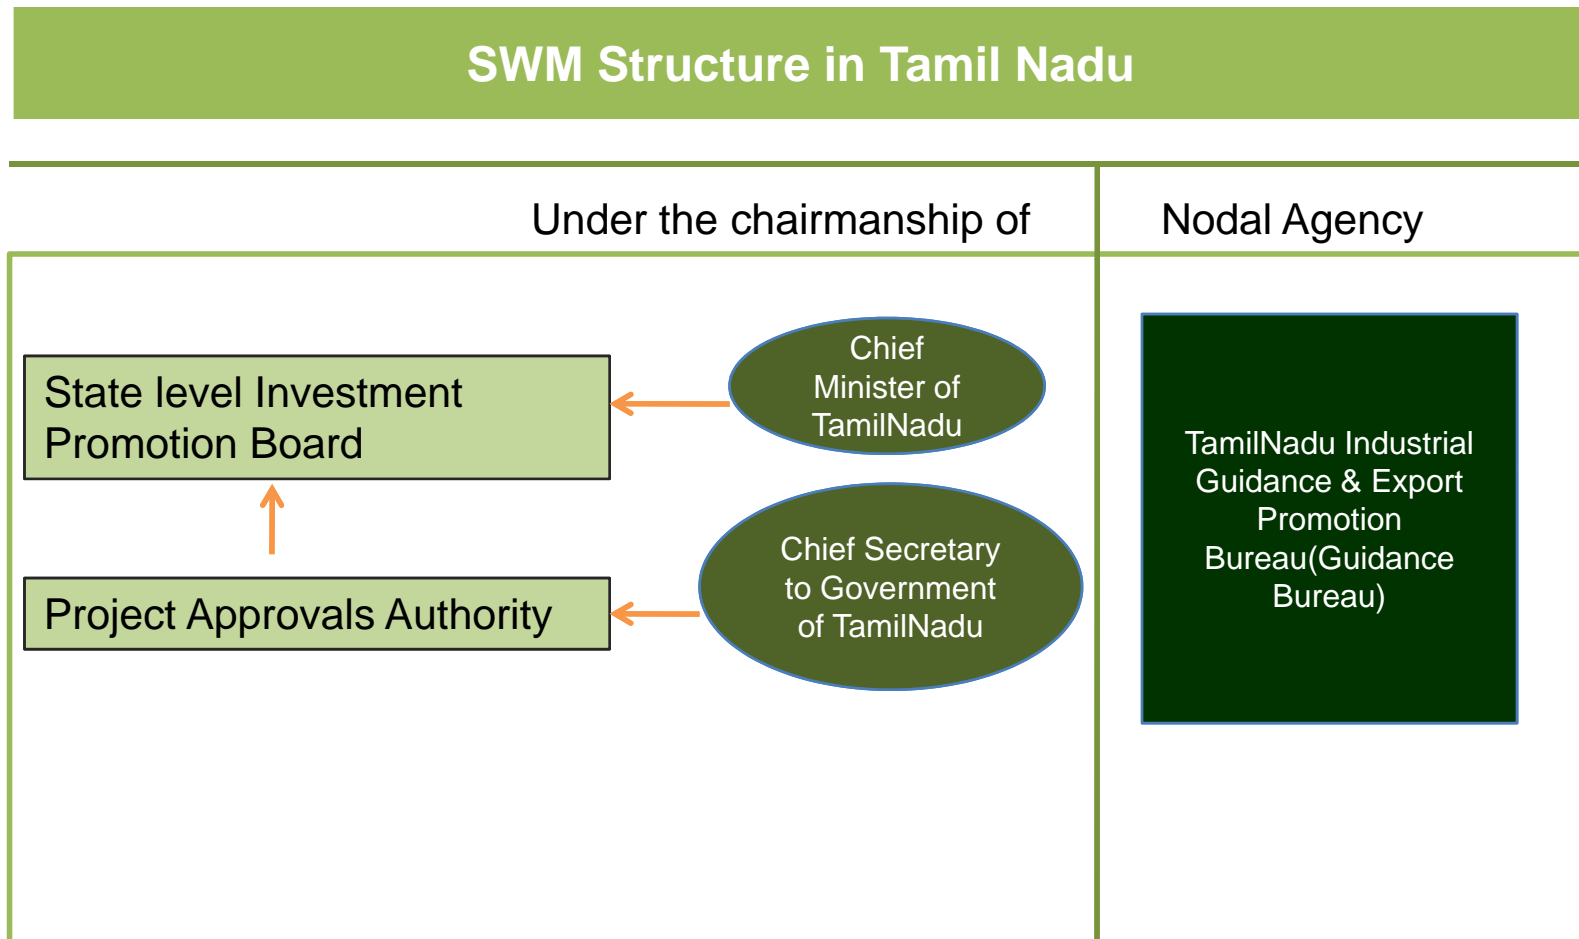 SWM Structure in Tamil Nadu
Under the chairmanship of
Nodal Agency
State level Investment
Promotion Board
Chief
Minister of
TamilNadu
Project Approvals Authority
Chief Secretary
to Government
of TamilNadu
TamilNadu Industrial
Guidance & Export
Promotion
Bureau(Guidance
Bureau)